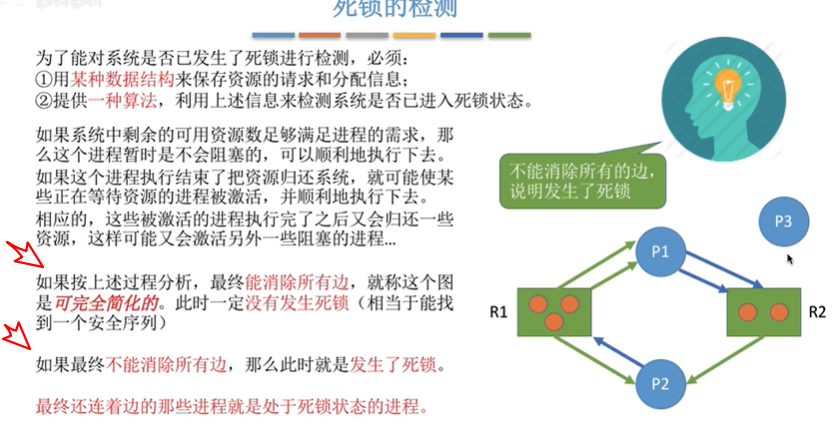 死锁的检测
为了能对系统是否已发生了死锁进行检测，必须：
①用某种数据结构来保存资源的请求和分配信息；
②提供一种算法，利用上述信息来检测系统是否已进入死锁状态。
如果系统中剩余的可用资源数足够满足进程的需求，那
么这个进程暂时是不会阻塞的，可以顺利地执行下去。
如果这个进程执行结束了把资源归还系统，就可能使某
些正在等待资源的进程被激活，并顺利地执行下去。
相应的，这些被激活的进程执行完了之后又会归还一些
资源，这样可能又会激活另外一些阻塞的进程...
如果按上述过程分析，最终能消除所有边，就称这个图
是可完全简化的。此时一定没有发生死锁（相当于能找
到一个安全序列）
如果最终不能消除所有边，那么此时就是发生了死锁。
最终还连着边的那些进程就是处于死锁状态的进程。
不能消除所有的边，
说明发生了死锁
P3
P1
R1
R2
P2